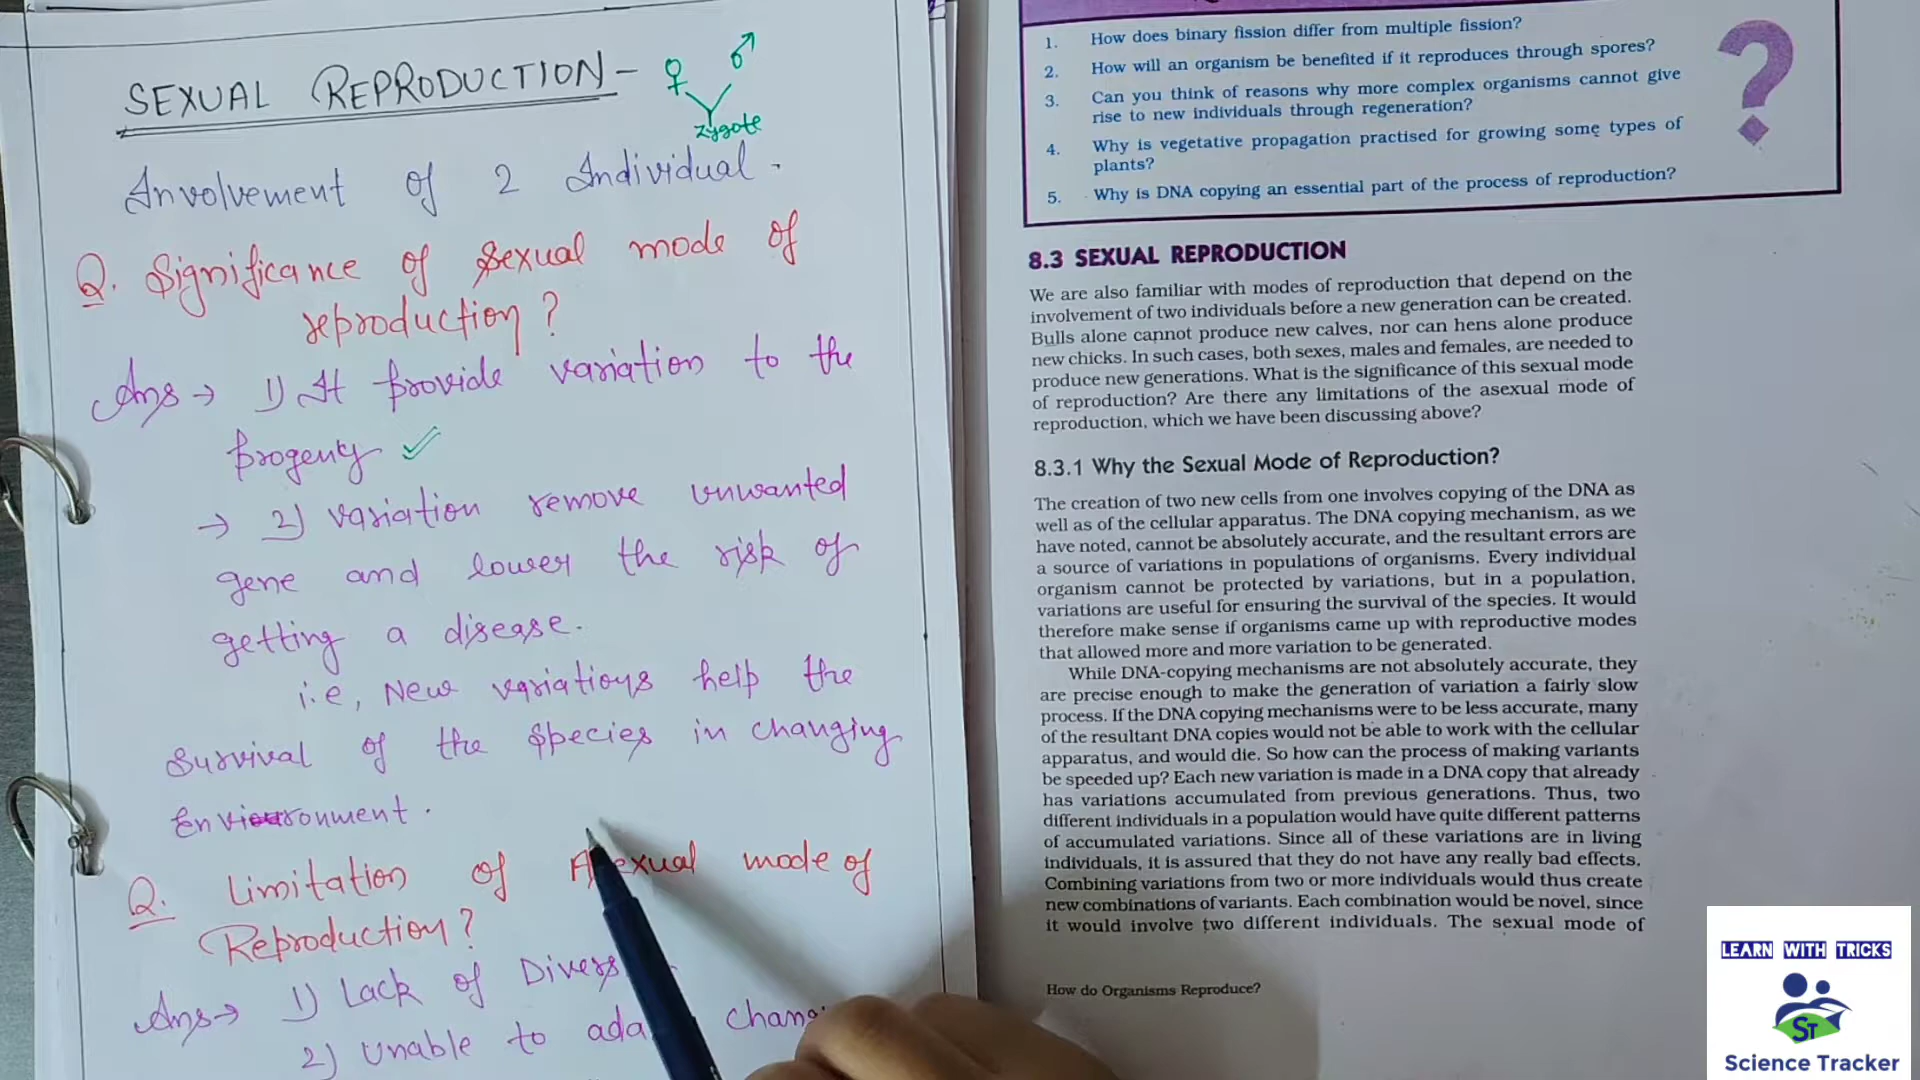 SEXUAL REPRODUCTION - ♀ ♂
zygote
Involvement of 2 Individual.
Q. Significance of sexual mode of
reproduction?
Ans → 1) It provide variation to the
progeny ✓
→ 2) variation remove unwanted
gene and lower the risk of
getting a disease.
i.e, New variations help the
survival of the species in changing
Environment.
Q. Limitation of Asexual mode of
Reproduction?
Ans → 1) Lack of
2) Unable to
1. How does binary fission differ from multiple fission?
2. How will an organism be benefited if it reproduces through spores?
3. Can you think of reasons why more complex organisms cannot give
rise to new individuals through regeneration?
4. Why is vegetative propagation practised for growing some types of
plants?
5. Why is DNA copying an essential part of the process of reproduction?
?
8.3 SEXUAL REPRODUCTION
We are also familiar with modes of reproduction that depend on the
involvement of two individuals before a new generation can be created.
Bulls alone cannot produce new calves, nor can hens alone produce
new chicks. In such cases, both sexes, males and females, are needed to
produce new generations. What is the significance of this sexual mode
of reproduction? Are there any limitations of the asexual mode of
reproduction, which we have been discussing above?
8.3.1 Why the Sexual Mode of Reproduction?
The creation of two new cells from one involves copying of the DNA as
well as of the cellular apparatus. The DNA copying mechanism, as we
have noted, cannot be absolutely accurate, and the resultant errors are
a source of variations in populations of organisms. Every individual
organism cannot be protected by variations, but in a population,
variations are useful for ensuring the survival of the species. It would
therefore make sense if organisms came up with reproductive modes
that allowed more and more variation to be generated.
While DNA-copying mechanisms are not absolutely accurate, they
are precise enough to make the generation of variation a fairly slow
process. If the DNA copying mechanisms were to be less accurate, many
of the resultant DNA copies would not be able to work with the cellular
apparatus, and would die. So how can the process of making variants
be speeded up? Each new variation is made in a DNA copy that already
has variations accumulated from previous generations. Thus, two
different individuals in a population would have quite different patterns
of accumulated variations. Since all of these variations are in living
individuals, it is assured that they do not have any really bad effects.
Combining variations from two or more individuals would thus create
new combinations of variants. Each combination would be novel, since
it would involve two different individuals. The sexual mode of
How do Organisms Reproduce?
LEARN WITH TRICKS
ST
Science Tracker